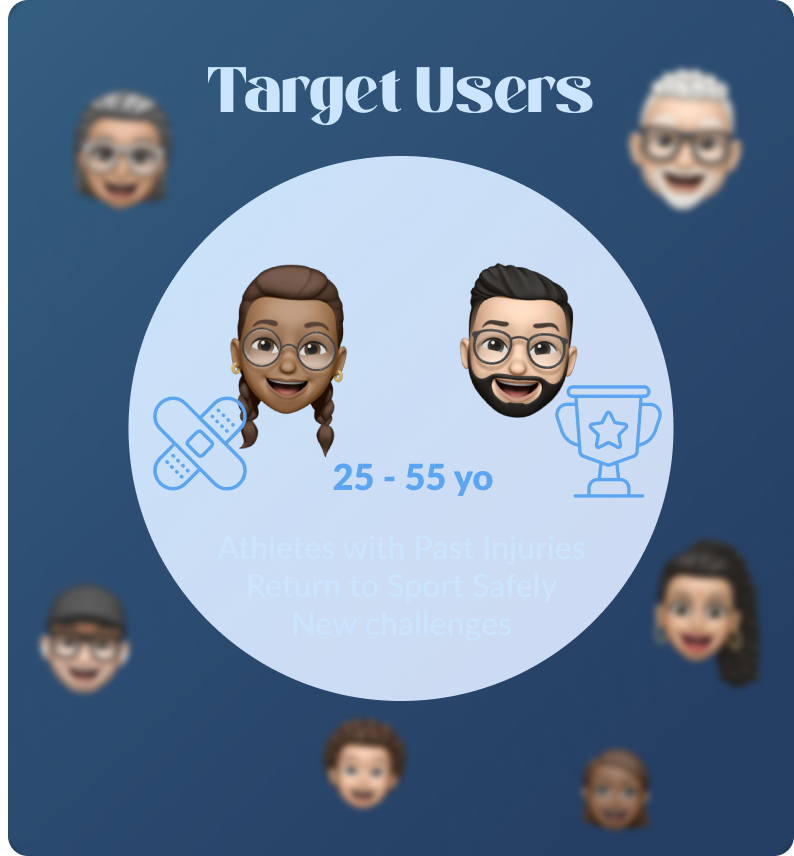 Target Users
25 - 55 yo
Athletes with Past Injuries
Return to Sport Safely
New challenges